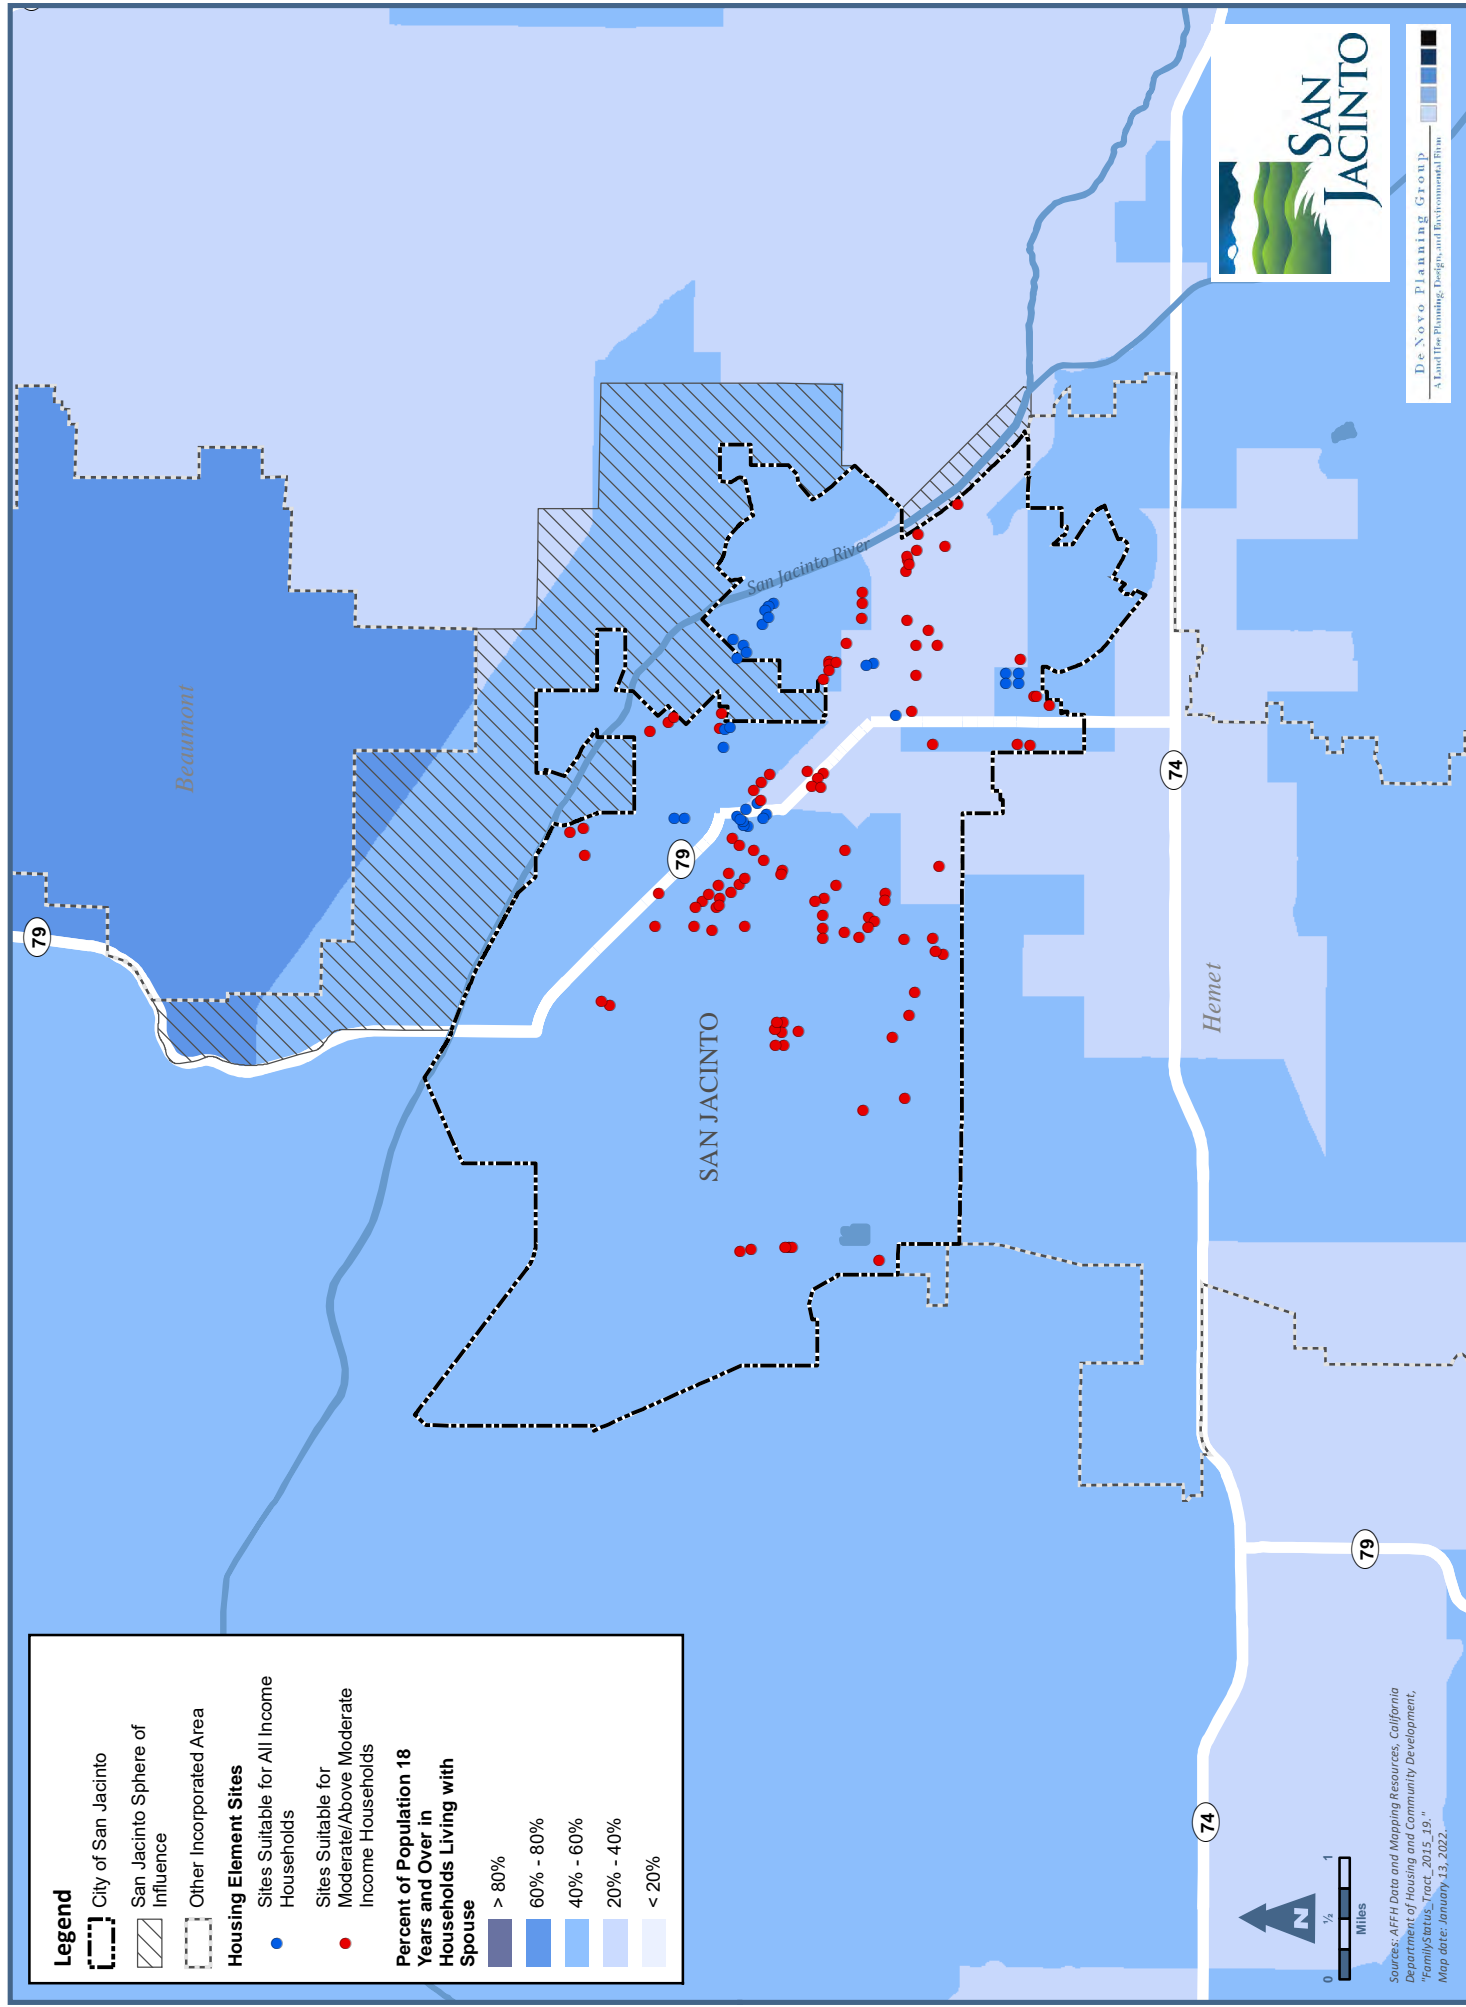 Legend
City of San Jacinto
San Jacinto Sphere of
Influence
Other Incorporated Area
Housing Element Sites
Sites Suitable for All Income
Households
Sites Suitable for
Moderate/Above Moderate
Income Households
Percent of Population 18
Years and Over in
Households Living with
Spouse
> 80%
60% - 80%
40% - 60%
20% - 40%
< 20%
79
Beaumont
San Jacinto River
79
SAN JACINTO
74
Hemet
79
74
N
0 ½ 1
Miles
Sources: AFFH Data and Mapping Resources, California
Department of Housing and Community Development,
"FamilyStatus_Tract_2015_19."
Map date: January 13, 2022.
SAN
JACINTO
De Novo Planning Group
A Land Use Planning, Design, and Environmental Firm